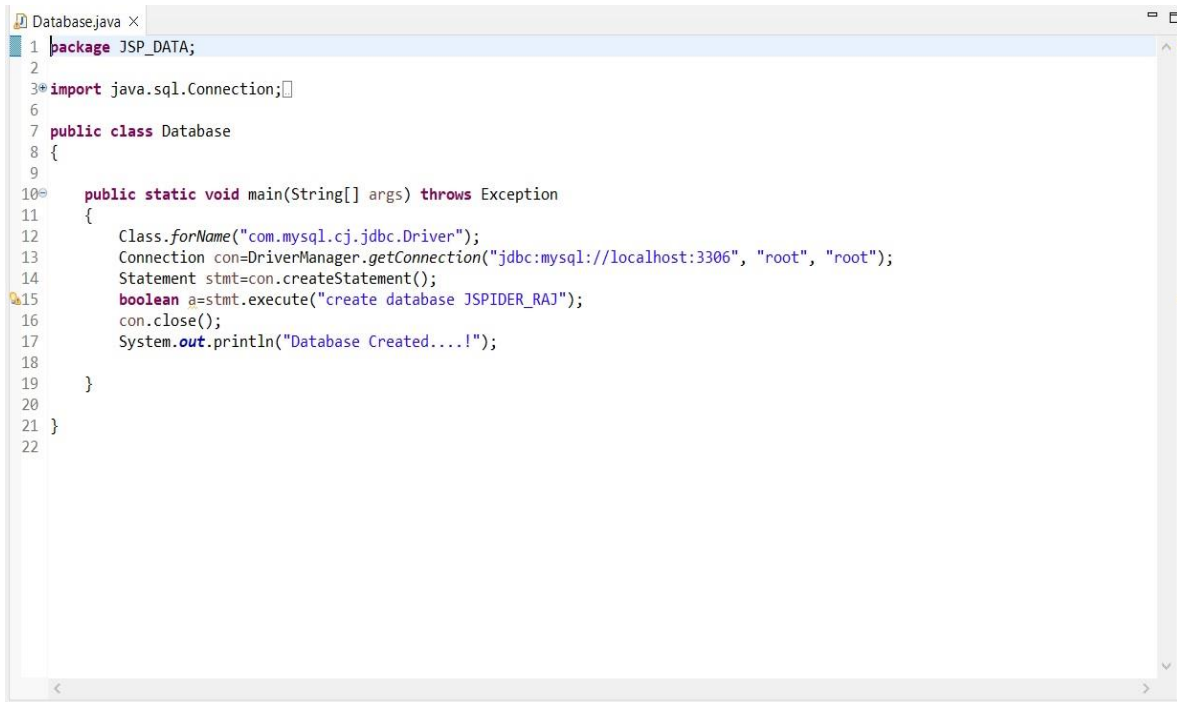 Database.java
1 package JSP_DATA;
2
3 import java.sql.Connection;
6
7 public class Database
8 {
9
10 public static void main(String[] args) throws Exception
11 {
12 Class.forName("com.mysql.cj.jdbc.Driver");
13 Connection con=DriverManager.getConnection("jdbc:mysql://localhost:3306", "root", "root");
14 Statement stmt=con.createStatement();
15 boolean a=stmt.execute("create database JSPIDER_RAJ");
16 con.close();
17 System.out.println("Database Created....!");
18
19 }
20
21 }
22